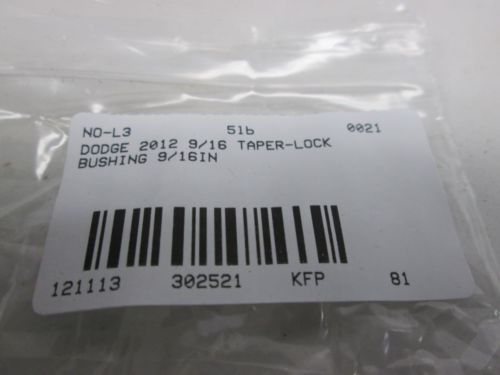 NO-L3 51b 0021
DODGE 2012 9/16 TAPER-LOCK
BUSHING 9/16IN
121113 302521 KFP 81